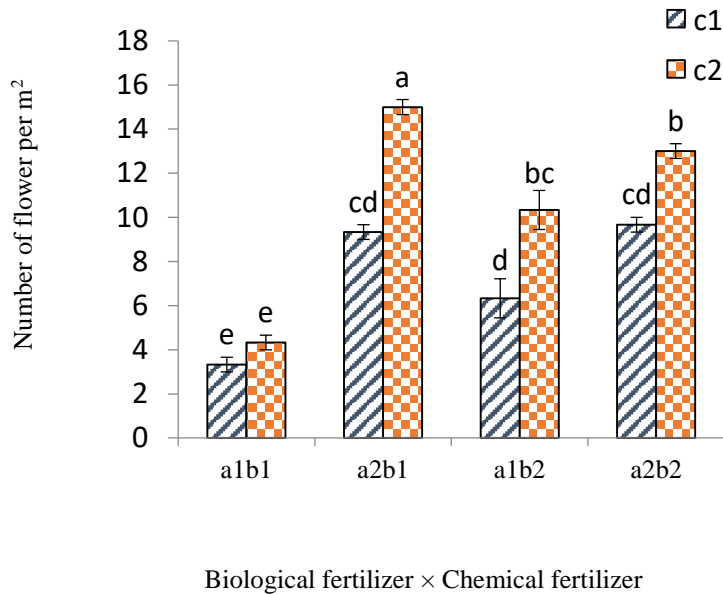 c1
c2
Number of flower per m²
18
16
14
12
10
8
6
4
2
0
e
e
cd
a
d
bc
cd
b
a1b1
a2b1
a1b2
a2b2
Biological fertilizer × Chemical fertilizer